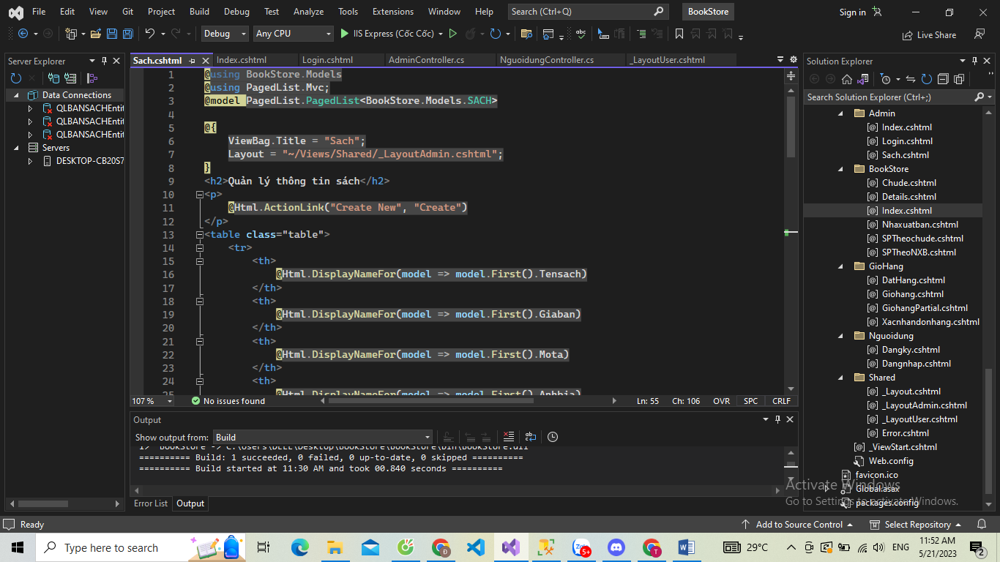 File Edit View Git Project Build Debug Test Analyze Tools Extensions Window Help Search (Ctrl+Q) BookStore Sign in
Debug Any CPU IIS Express (Cốc Cốc) Live Share
Server Explorer
Data Connections
QLBANSACHEntit
QLBANSACHEntit
QLBANSACHEntit
Servers
DESKTOP-CB20S7
Sach.cshtml Index.cshtml Login.cshtml AdminController.cs NguoidungController.cs _LayoutUser.cshtml
1 @using BookStore.Models
2 @using PagedList.Mvc;
3 @model PagedList.PagedList<BookStore.Models.SACH>
4
5 @{
6 ViewBag.Title = "Sach";
7 Layout = "~/Views/Shared/_LayoutAdmin.cshtml";
8 }
9 <h2>Quản lý thông tin sách</h2>
10 <p>
11 @Html.ActionLink("Create New", "Create")
12 </p>
13 <table class="table">
14 <tr>
15 <th>
16 @Html.DisplayNameFor(model => model.First().Tensach)
17 </th>
18 <th>
19 @Html.DisplayNameFor(model => model.First().Giaban)
20 </th>
21 <th>
22 @Html.DisplayNameFor(model => model.First().Mota)
23 </th>
24 <th>
25 @Html.DisplayNameFor(model => model.First().Anhbia)
107 % No issues found Ln: 55 Ch: 106 OVR SPC CRLF
Output
Show output from: Build
1> BookStore -> C:\Users\DELL\Desktop\BookStore\BookStore\bin\BookStore.dll
========== Build: 1 succeeded, 0 failed, 0 up-to-date, 0 skipped ==========
========== Build started at 11:30 AM and took 00.840 seconds ==========
Error List Output
Solution Explorer
Search Solution Explorer (Ctrl+;)
Admin
Index.cshtml
Login.cshtml
Sach.cshtml
BookStore
Chude.cshtml
Details.cshtml
Index.cshtml
Nhaxuatban.cshtml
SPTheochude.cshtml
SPTheoNXB.cshtml
GioHang
DatHang.cshtml
Giohang.cshtml
GiohangPartial.cshtml
Xacnhandonhang.cshtml
Nguoidung
Dangky.cshtml
Dangnhap.cshtml
Shared
_Layout.cshtml
_LayoutAdmin.cshtml
_LayoutUser.cshtml
Error.cshtml
_ViewStart.cshtml
Web.config
favicon.ico
Global.asax
packages.config
Activate Windows
Go to Settings to activate Windows.
Ready Add to Source Control Select Repository
Type here to search 5+ 29°C ENG 11:52 AM 2
5/21/2023